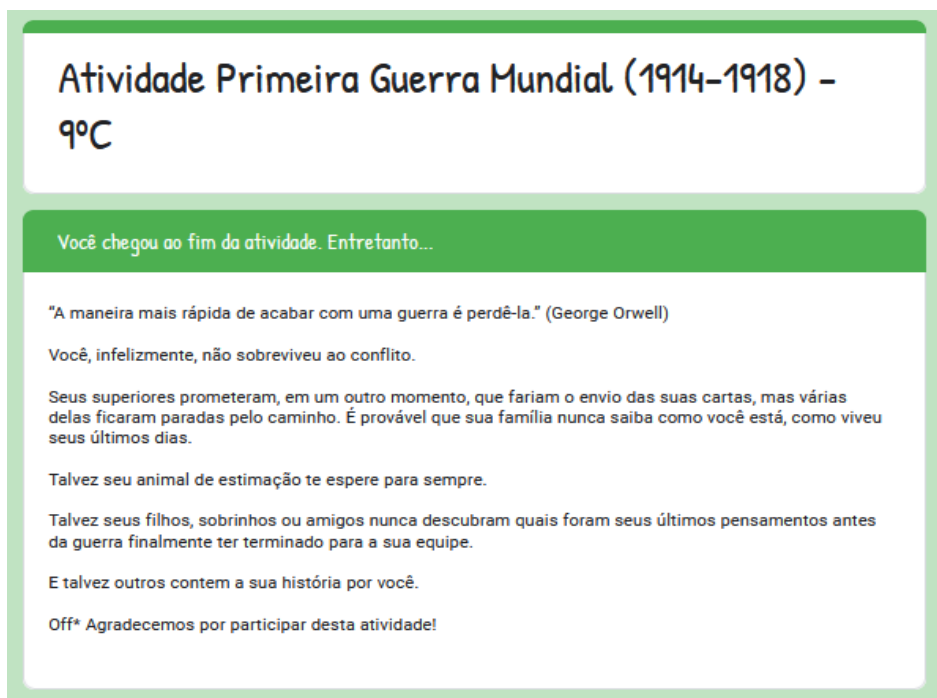 Atividade Primeira Guerra Mundial (1914-1918) -
9ºC
Você chegou ao fim da atividade. Entretanto...
“A maneira mais rápida de acabar com uma guerra é perdê-la.” (George Orwell)
Você, infelizmente, não sobreviveu ao conflito.
Seus superiores prometeram, em um outro momento, que fariam o envio das suas cartas, mas várias
delas ficaram paradas pelo caminho. É provável que sua família nunca saiba como você está, como viveu
seus últimos dias.
Talvez seu animal de estimação te espere para sempre.
Talvez seus filhos, sobrinhos ou amigos nunca descubram quais foram seus últimos pensamentos antes
da guerra finalmente ter terminado para a sua equipe.
E talvez outros contem a sua história por você.
Off* Agradecemos por participar desta atividade!